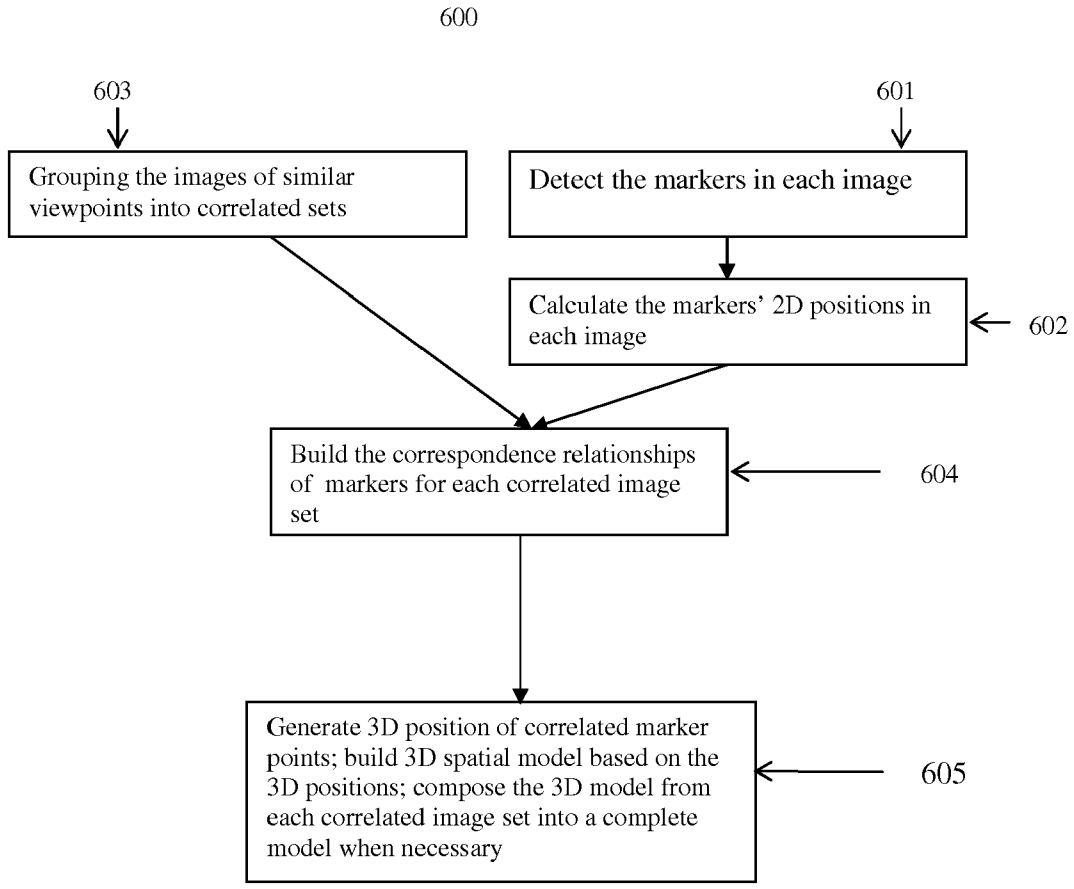 600
603
601
Grouping the images of similar
viewpoints into correlated sets
Detect the markers in each image
Calculate the markers’ 2D positions in
each image
602
Build the correspondence relationships
of markers for each correlated image
set
604
Generate 3D position of correlated marker
points; build 3D spatial model based on the
3D positions; compose the 3D model from
each correlated image set into a complete
model when necessary
605